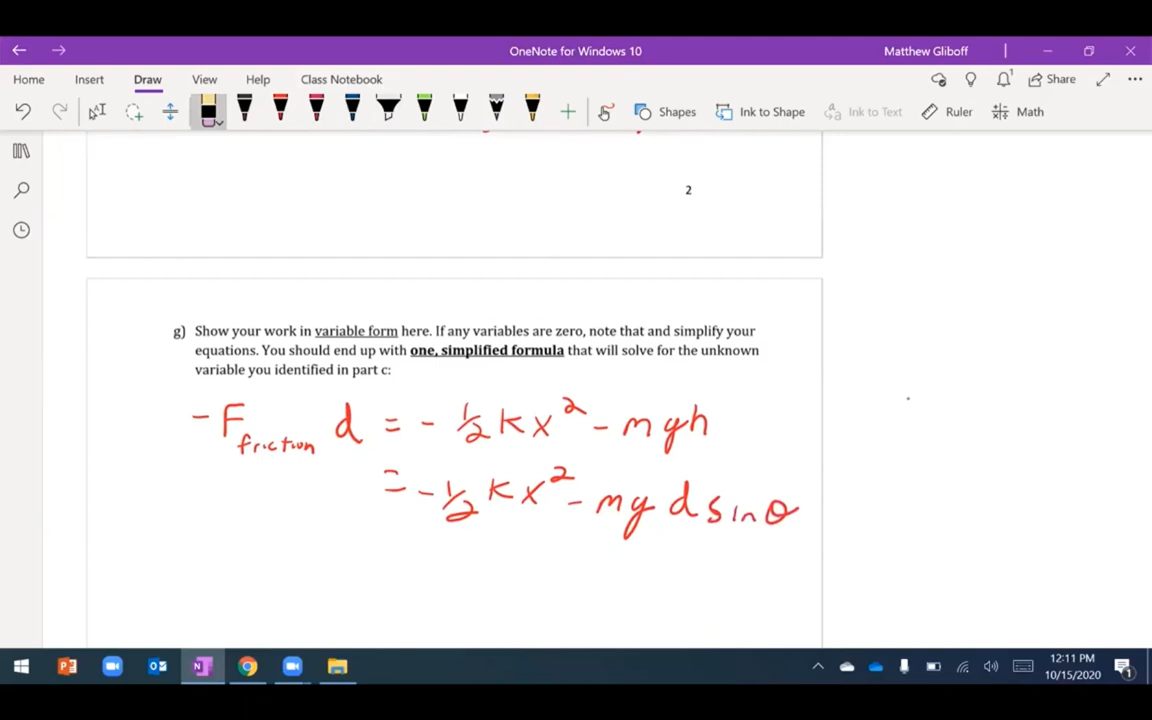 OneNote for Windows 10
Matthew Gliboff
Home Insert Draw View Help Class Notebook Share
Shapes Ink to Shape Ink to Text Ruler Math
2
g) Show your work in variable form here. If any variables are zero, note that and simplify your
equations. You should end up with one, simplified formula that will solve for the unknown
variable you identified in part c:
- F friction d = - 1/2 k x² - mgh
= - 1/2 k x² - mg d sin θ
12:11 PM
10/15/2020